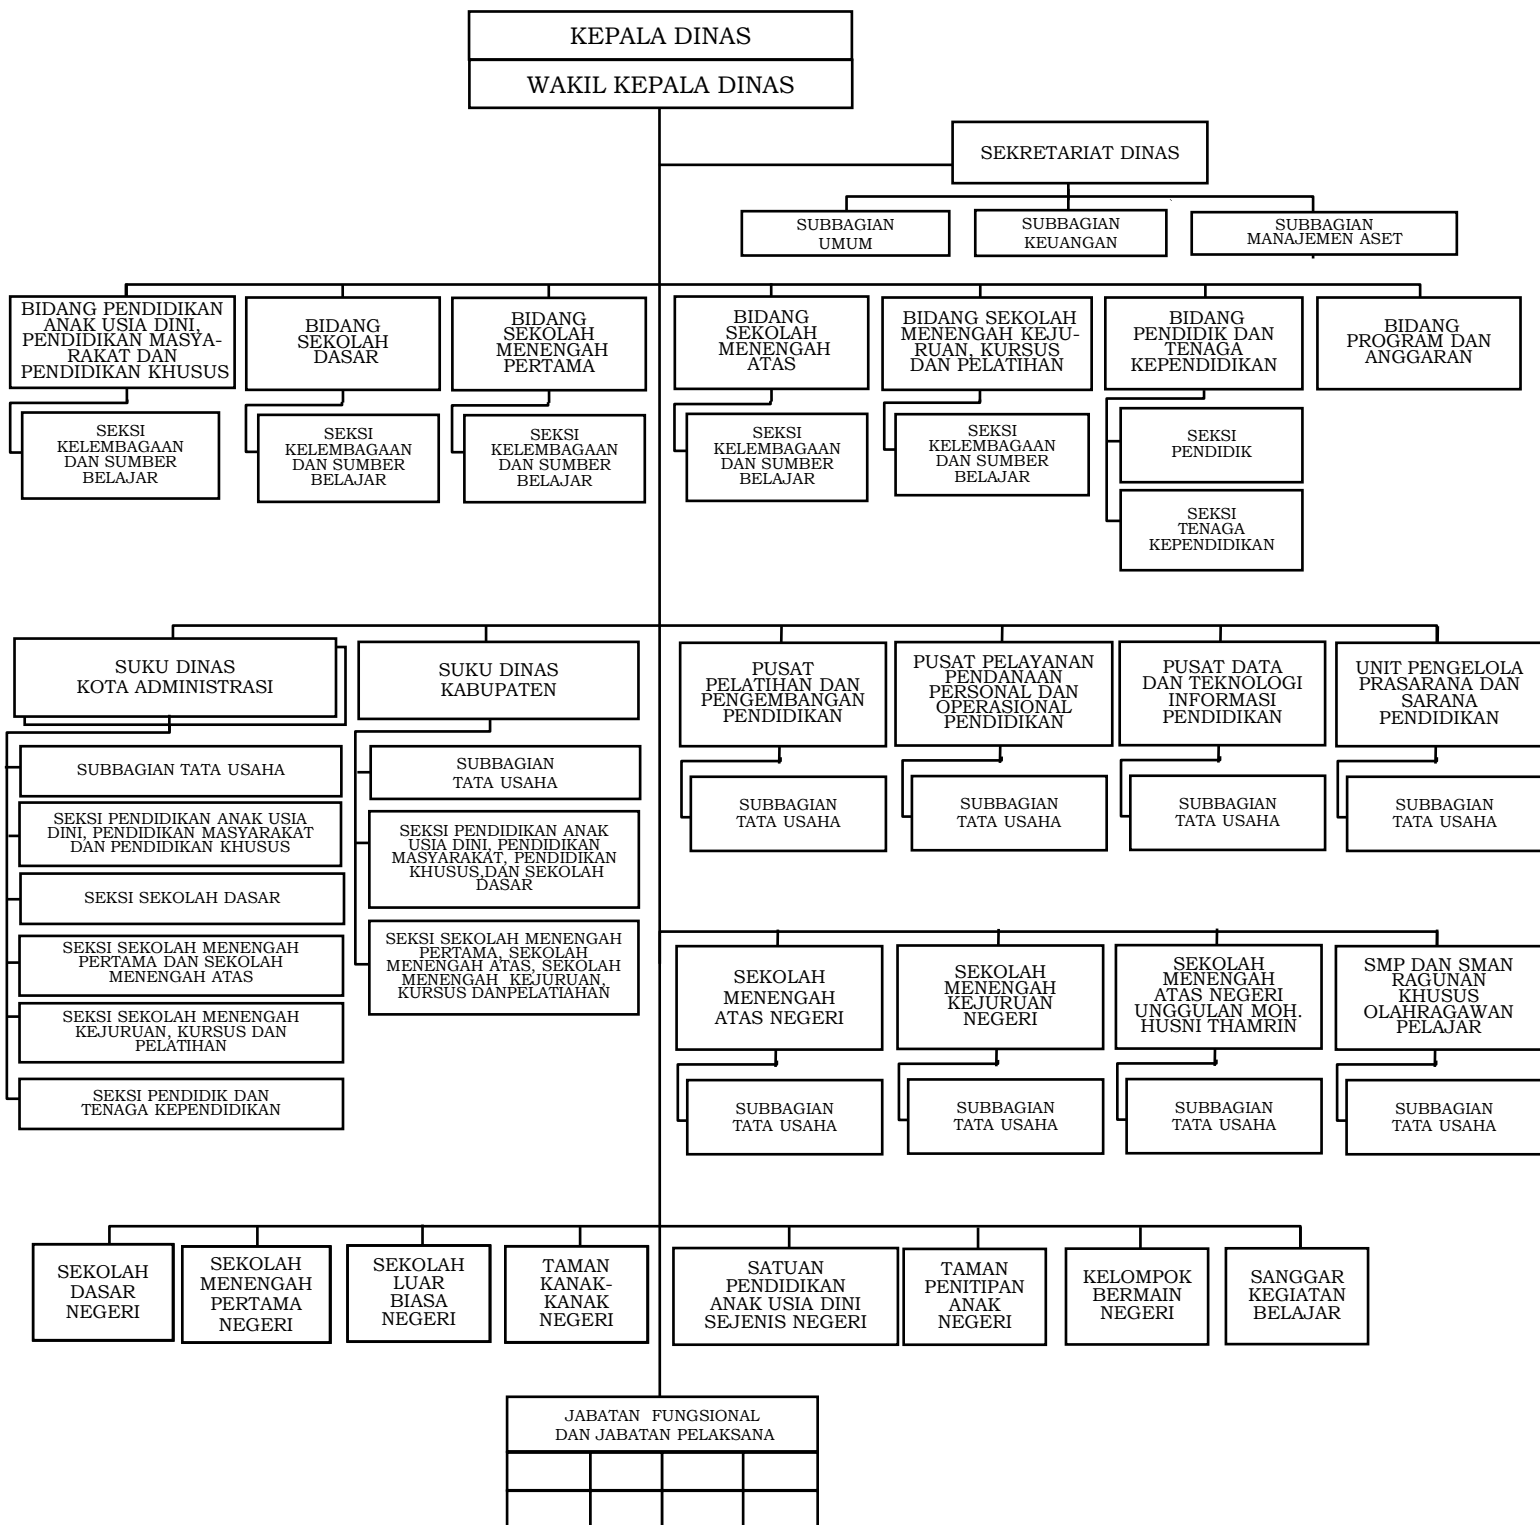 KEPALA DINAS
WAKIL KEPALA DINAS
SEKRETARIAT DINAS
SUBBAGIAN
UMUM
SUBBAGIAN
KEUANGAN
SUBBAGIAN
MANAJEMEN ASET
BIDANG PENDIDIKAN
ANAK USIA DINI,
PENDIDIKAN MASYA-
RAKAT DAN
PENDIDIKAN KHUSUS
BIDANG
SEKOLAH
DASAR
BIDANG
SEKOLAH
MENENGAH
PERTAMA
BIDANG
SEKOLAH
MENENGAH
ATAS
BIDANG SEKOLAH
MENENGAH KEJU-
RUAN, KURSUS
DAN PELATIHAN
BIDANG
PENDIDIK DAN
TENAGA
KEPENDIDIKAN
BIDANG
PROGRAM DAN
ANGGARAN
SEKSI
KELEMBAGAAN
DAN SUMBER
BELAJAR
SEKSI
KELEMBAGAAN
DAN SUMBER
BELAJAR
SEKSI
KELEMBAGAAN
DAN SUMBER
BELAJAR
SEKSI
KELEMBAGAAN
DAN SUMBER
BELAJAR
SEKSI
KELEMBAGAAN
DAN SUMBER
BELAJAR
SEKSI
PENDIDIK
SEKSI
TENAGA
KEPENDIDIKAN
SUKU DINAS
KOTA ADMINISTRASI
SUKU DINAS
KABUPATEN
PUSAT
PELATIHAN DAN
PENGEMBANGAN
PENDIDIKAN
PUSAT PELAYANAN
PENDANAAN
PERSONAL DAN
OPERASIONAL
PENDIDIKAN
PUSAT DATA
DAN TEKNOLOGI
INFORMASI
PENDIDIKAN
UNIT PENGELOLA
PRASARANA DAN
SARANA
PENDIDIKAN
SUBBAGIAN TATA USAHA
SEKSI PENDIDIKAN ANAK USIA
DINI, PENDIDIKAN MASYARAKAT
DAN PENDIDIKAN KHUSUS
SEKSI SEKOLAH DASAR
SEKSI SEKOLAH MENENGAH
PERTAMA DAN SEKOLAH
MENENGAH ATAS
SEKSI SEKOLAH MENENGAH
KEJURUAN, KURSUS DAN
PELATIHAN
SEKSI PENDIDIK DAN
TENAGA KEPENDIDIKAN
SUBBAGIAN
TATA USAHA
SEKSI PENDIDIKAN ANAK
USIA DINI, PENDIDIKAN
MASYARAKAT, PENDIDIKAN
KHUSUS,DAN SEKOLAH
DASAR
SEKSI SEKOLAH MENENGAH
PERTAMA, SEKOLAH
MENENGAH ATAS, SEKOLAH
MENENGAH KEJURUAN,
KURSUS DANPELATIAHAN
SUBBAGIAN
TATA USAHA
SUBBAGIAN
TATA USAHA
SUBBAGIAN
TATA USAHA
SUBBAGIAN
TATA USAHA
SEKOLAH
MENENGAH
ATAS NEGERI
SEKOLAH
MENENGAH
KEJURUAN
NEGERI
SEKOLAH
MENENGAH
ATAS NEGERI
UNGGULAN MOH.
HUSNI THAMRIN
SMP DAN SMAN
RAGUNAN
KHUSUS
OLAHRAGAWAN
PELAJAR
SUBBAGIAN
TATA USAHA
SUBBAGIAN
TATA USAHA
SUBBAGIAN
TATA USAHA
SUBBAGIAN
TATA USAHA
SEKOLAH
DASAR
NEGERI
SEKOLAH
MENENGAH
PERTAMA
NEGERI
SEKOLAH
LUAR
BIASA
NEGERI
TAMAN
KANAK-
KANAK
NEGERI
SATUAN
PENDIDIKAN
ANAK USIA DINI
SEJENIS NEGERI
TAMAN
PENITIPAN
ANAK
NEGERI
KELOMPOK
BERMAIN
NEGERI
SANGGAR
KEGIATAN
BELAJAR
JABATAN FUNGSIONAL
DAN JABATAN PELAKSANA